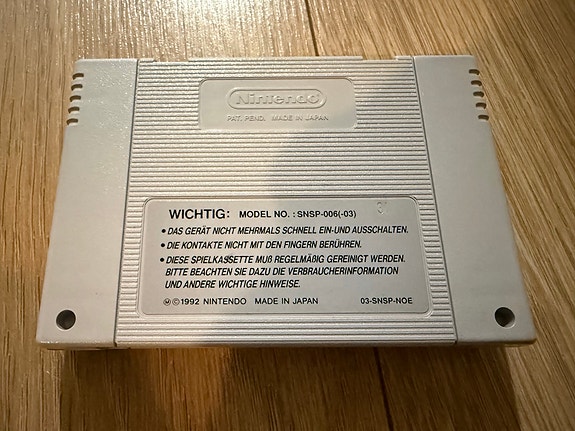 Nintendo
PAT. PEND. MADE IN JAPAN
WICHTIG: MODEL NO. : SNSP-006(-03)
• DAS GERÄT NICHT MEHRMALS SCHNELL EIN-UND AUSSCHALTEN.
• DIE KONTAKTE NICHT MIT DEN FINGERN BERÜHREN.
• DIESE SPIELKASSETTE MUß REGELMÄßIG GEREINIGT WERDEN.
BITTE BEACHTEN SIE DAZU DIE VERBRAUCHERINFORMATION
UND ANDERE WICHTIGE HINWEISE.
Ⓜ©1992 NINTENDO MADE IN JAPAN 03-SNSP-NOE